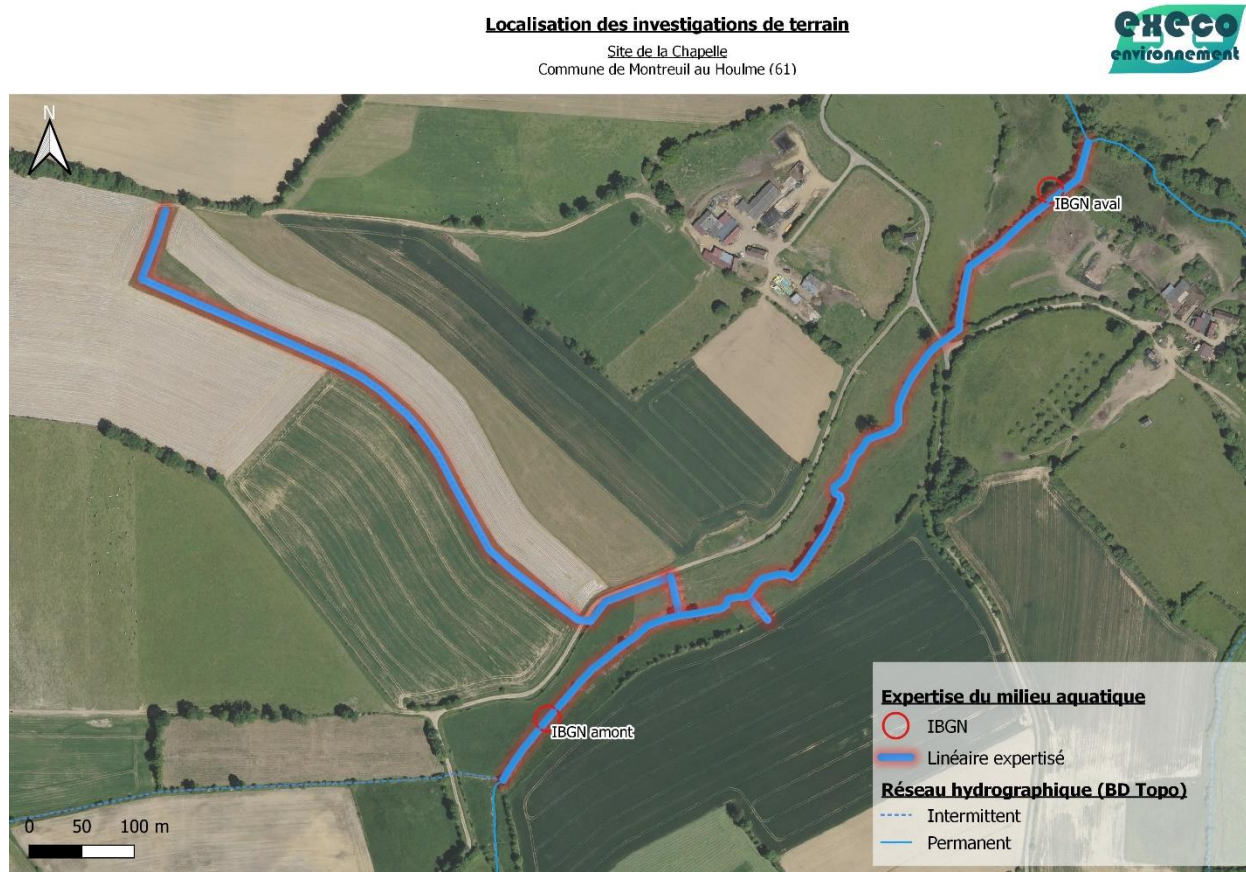 Localisation des investigations de terrain
Site de la Chapelle
Commune de Montreuil au Houlme (61)
execo
environnement
N
IBGN aval
IBGN amont
Expertise du milieu aquatique
IBGN
Linéaire expertisé
Réseau hydrographique (BD Topo)
Intermittent
Permanent
0 50 100 m